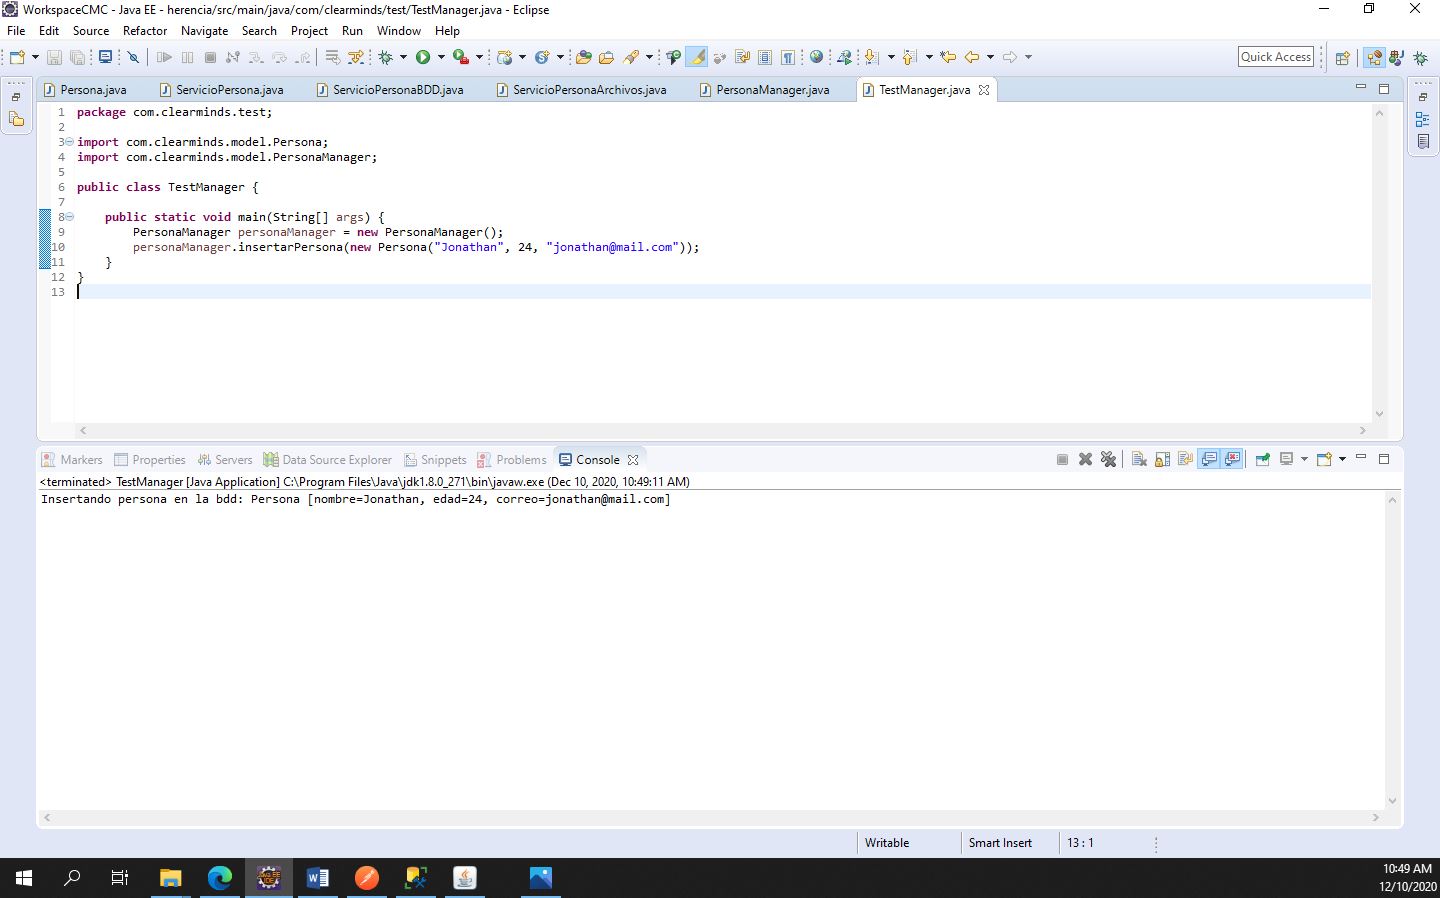 WorkspaceCMC - Java EE - herencia/src/main/java/com/clearminds/test/TestManager.java - Eclipse
File Edit Source Refactor Navigate Search Project Run Window Help
Quick Access
Persona.java ServicioPersona.java ServicioPersonaBDD.java ServicioPersonaArchivos.java PersonaManager.java TestManager.java
1 package com.clearminds.test;
2
3 import com.clearminds.model.Persona;
4 import com.clearminds.model.PersonaManager;
5
6 public class TestManager {
7
8 public static void main(String[] args) {
9 PersonaManager personaManager = new PersonaManager();
10 personaManager.insertarPersona(new Persona("Jonathan", 24, "jonathan@mail.com"));
11 }
12 }
13
Markers Properties Servers Data Source Explorer Snippets Problems Console
<terminated> TestManager [Java Application] C:\Program Files\Java\jdk1.8.0_271\bin\javaw.exe (Dec 10, 2020, 10:49:11 AM)
Insertando persona en la bdd: Persona [nombre=Jonathan, edad=24, correo=jonathan@mail.com]
Writable Smart Insert 13 : 1
10:49 AM
12/10/2020